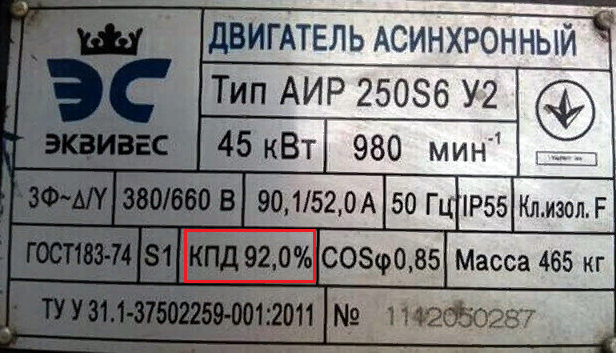 ДВИГАТЕЛЬ АСИНХРОННЫЙ
ЭС
ЭКВИВЕС
Тип АИР 250S6 У2
45 кВт 980 мин⁻¹
3Ф~Δ/Y 380/660 В 90,1/52,0 А 50 Гц IP55 Кл.изол. F
ГОСТ183-74 S1 КПД 92,0% COSφ 0,85 Масса 465 кг
ТУ У 31.1-37502259-001:2011 № 1142050287